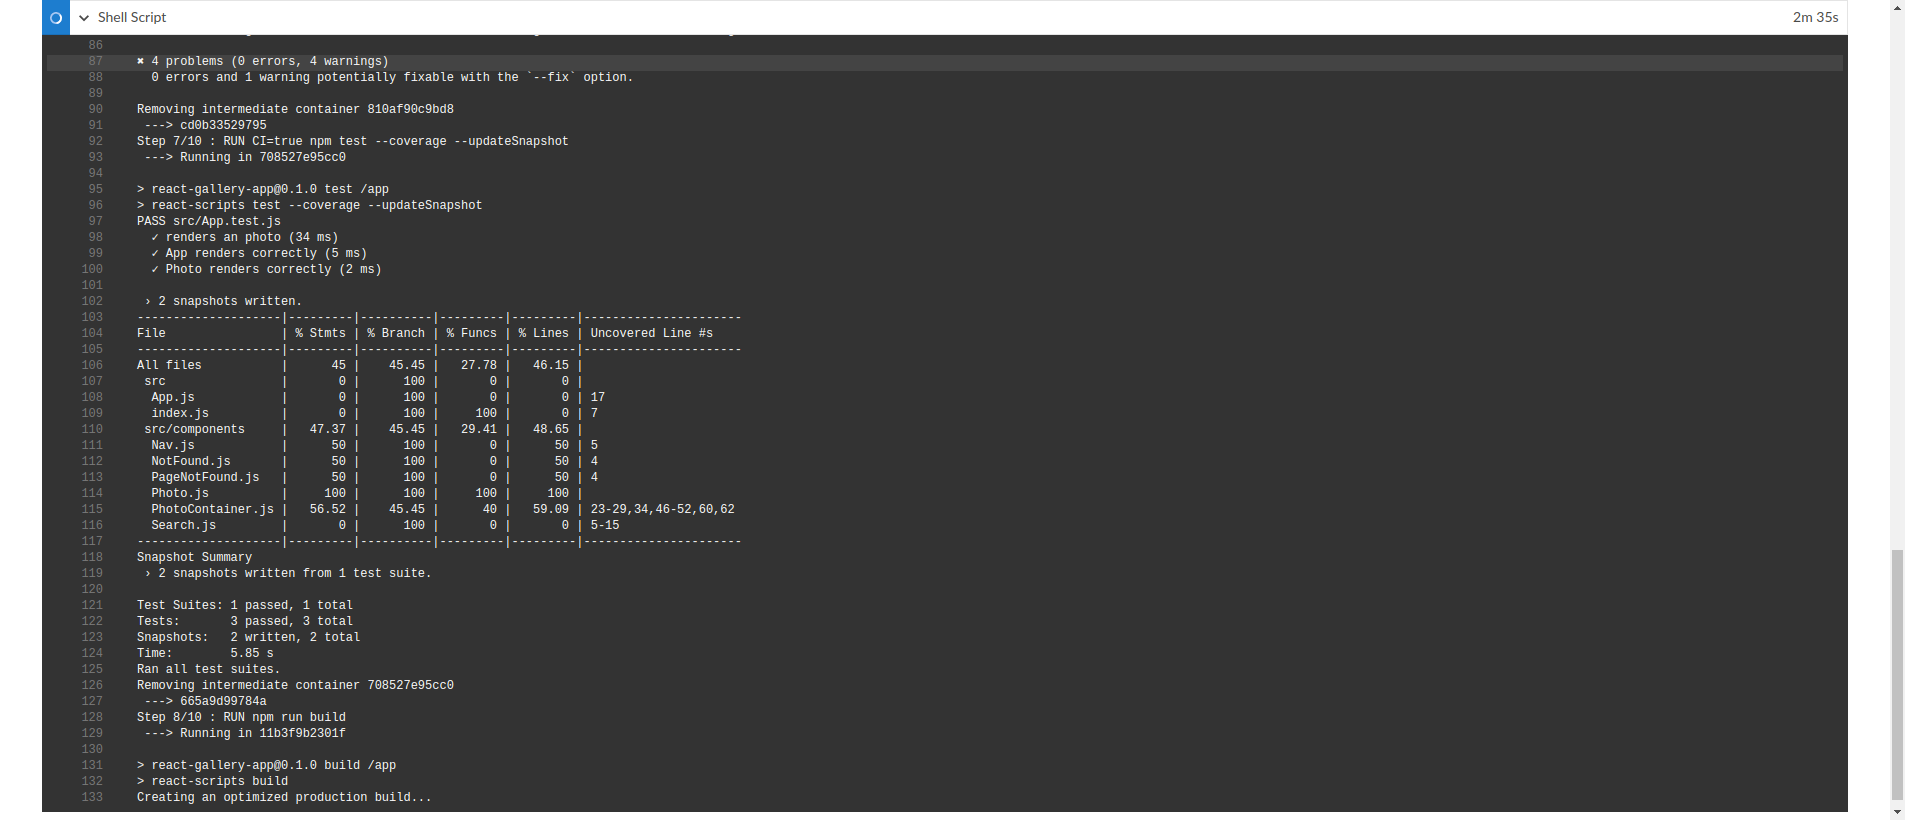 Shell Script 2m 35s
86
87 ✖ 4 problems (0 errors, 4 warnings)
88 0 errors and 1 warning potentially fixable with the `--fix` option.
89
90 Removing intermediate container 810af90c9bd8
91 ---> cd0b33529795
92 Step 7/10 : RUN CI=true npm test --coverage --updateSnapshot
93 ---> Running in 708527e95cc0
94
95 > react-gallery-app@0.1.0 test /app
96 > react-scripts test --coverage --updateSnapshot
97 PASS src/App.test.js
98 ✓ renders an photo (34 ms)
99 ✓ App renders correctly (5 ms)
100 ✓ Photo renders correctly (2 ms)
101
102 › 2 snapshots written.
103 --------------------|---------|----------|---------|---------|----------------------
104 File                | % Stmts | % Branch | % Funcs | % Lines | Uncovered Line #s
105 --------------------|---------|----------|---------|---------|----------------------
106 All files           |      45 |    45.45 |   27.78 |   46.15 |
107  src                |       0 |      100 |       0 |       0 |
108   App.js            |       0 |      100 |       0 |       0 | 17
109   index.js          |       0 |      100 |     100 |       0 | 7
110  src/components     |   47.37 |    45.45 |   29.41 |   48.65 |
111   Nav.js            |      50 |      100 |       0 |      50 | 5
112   NotFound.js       |      50 |      100 |       0 |      50 | 4
113   PageNotFound.js   |      50 |      100 |       0 |      50 | 4
114   Photo.js          |     100 |      100 |     100 |     100 |
115   PhotoContainer.js |   56.52 |    45.45 |      40 |   59.09 | 23-29,34,46-52,60,62
116   Search.js         |       0 |      100 |       0 |       0 | 5-15
117 --------------------|---------|----------|---------|---------|----------------------
118 Snapshot Summary
119 › 2 snapshots written from 1 test suite.
120
121 Test Suites: 1 passed, 1 total
122 Tests:       3 passed, 3 total
123 Snapshots:   2 written, 2 total
124 Time:        5.85 s
125 Ran all test suites.
126 Removing intermediate container 708527e95cc0
127 ---> 665a9d99784a
128 Step 8/10 : RUN npm run build
129 ---> Running in 11b3f9b2301f
130
131 > react-gallery-app@0.1.0 build /app
132 > react-scripts build
133 Creating an optimized production build...